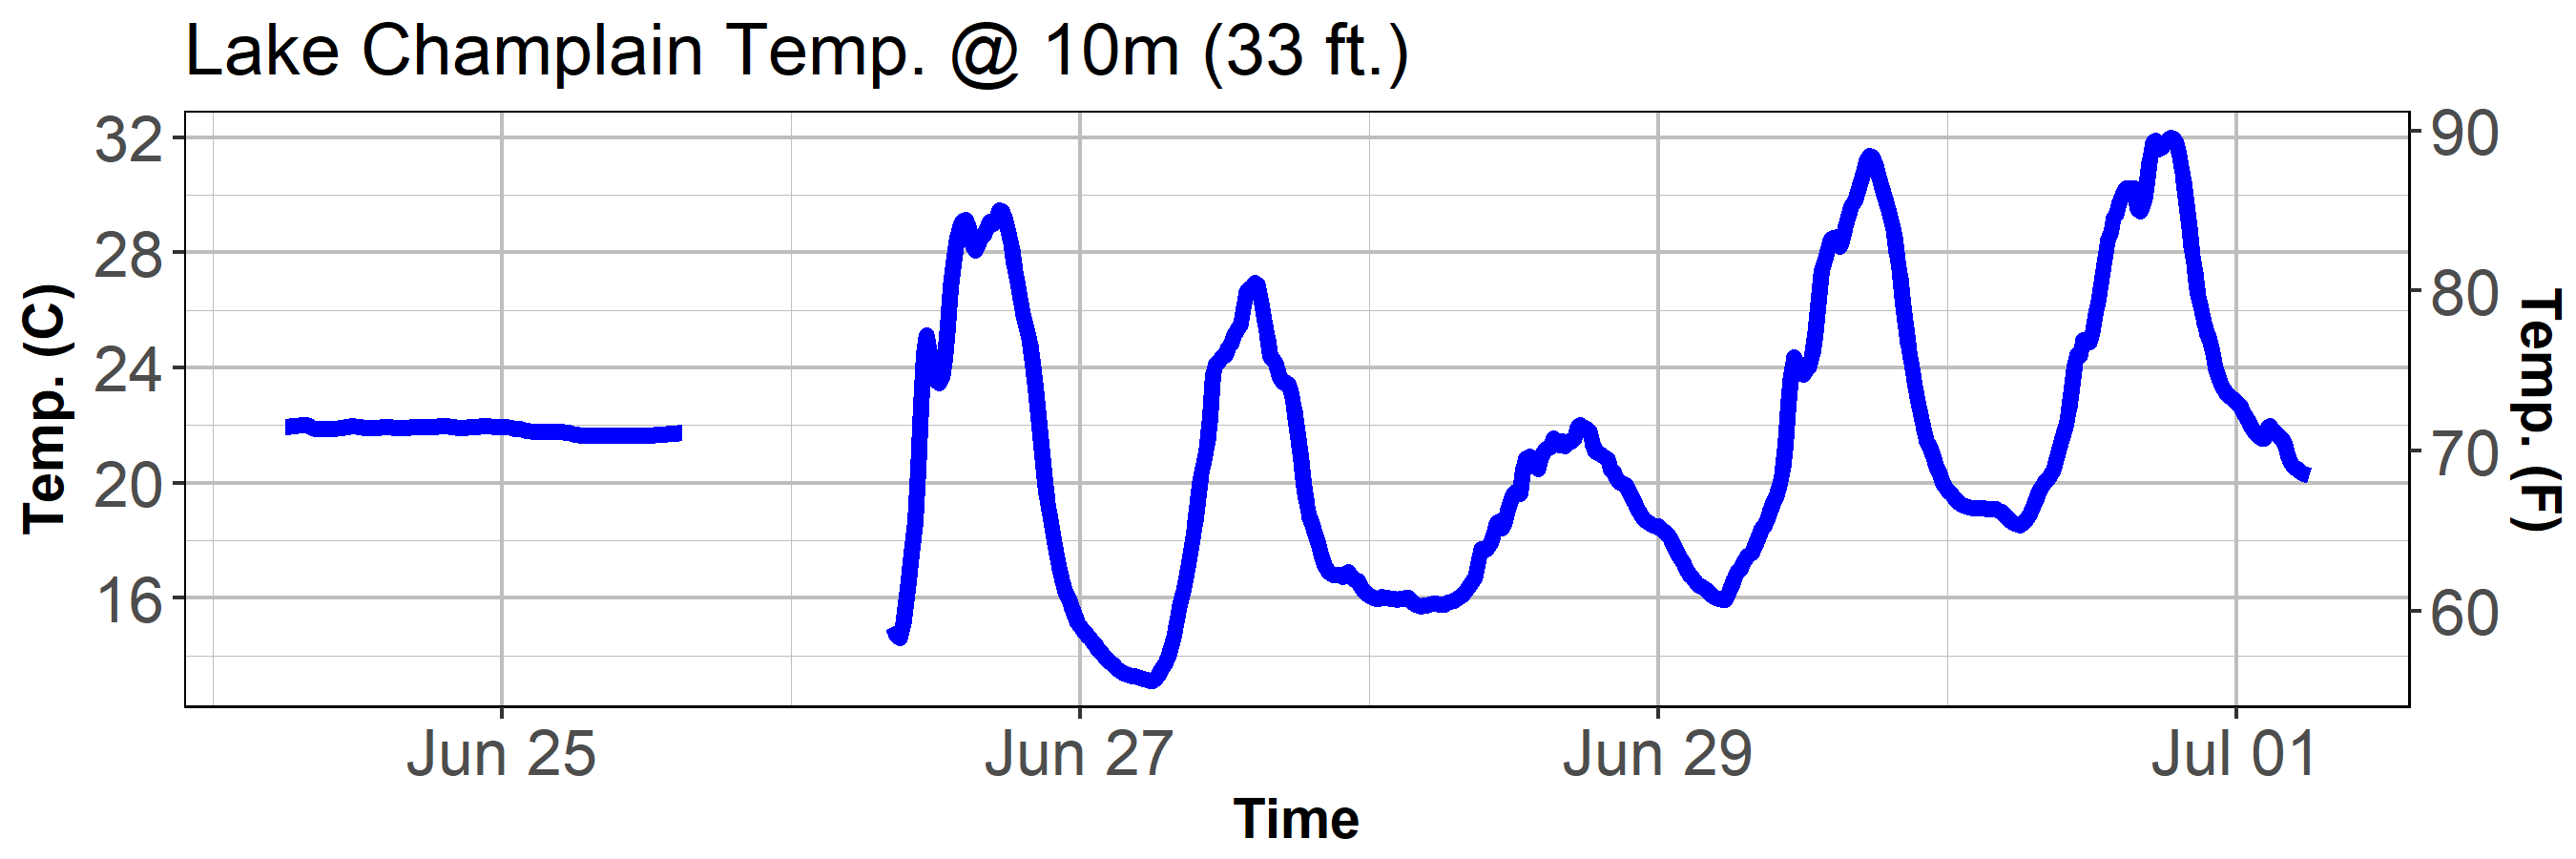 Lake Champlain Temp. @ 10m (33 ft.)
Temp. (C)
32
28
24
20
16
90
80
70
60
Temp. (F)
Jun 25
Jun 27
Jun 29
Jul 01
Time